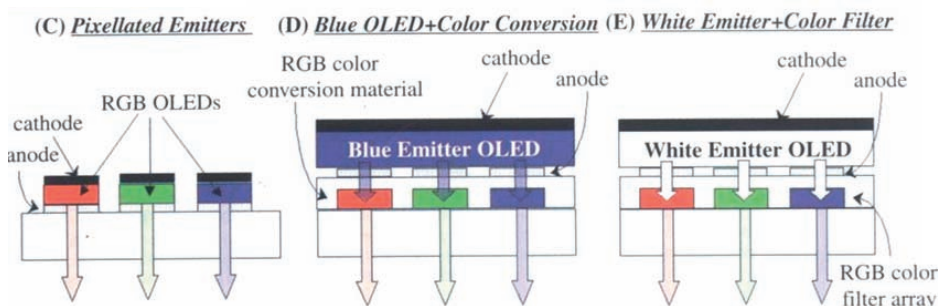 (C) Pixellated Emitters
(D) Blue OLED+Color Conversion
(E) White Emitter+Color Filter
RGB OLEDs
cathode
anode
RGB color
conversion material
cathode
anode
Blue Emitter OLED
cathode
anode
White Emitter OLED
RGB color
filter array